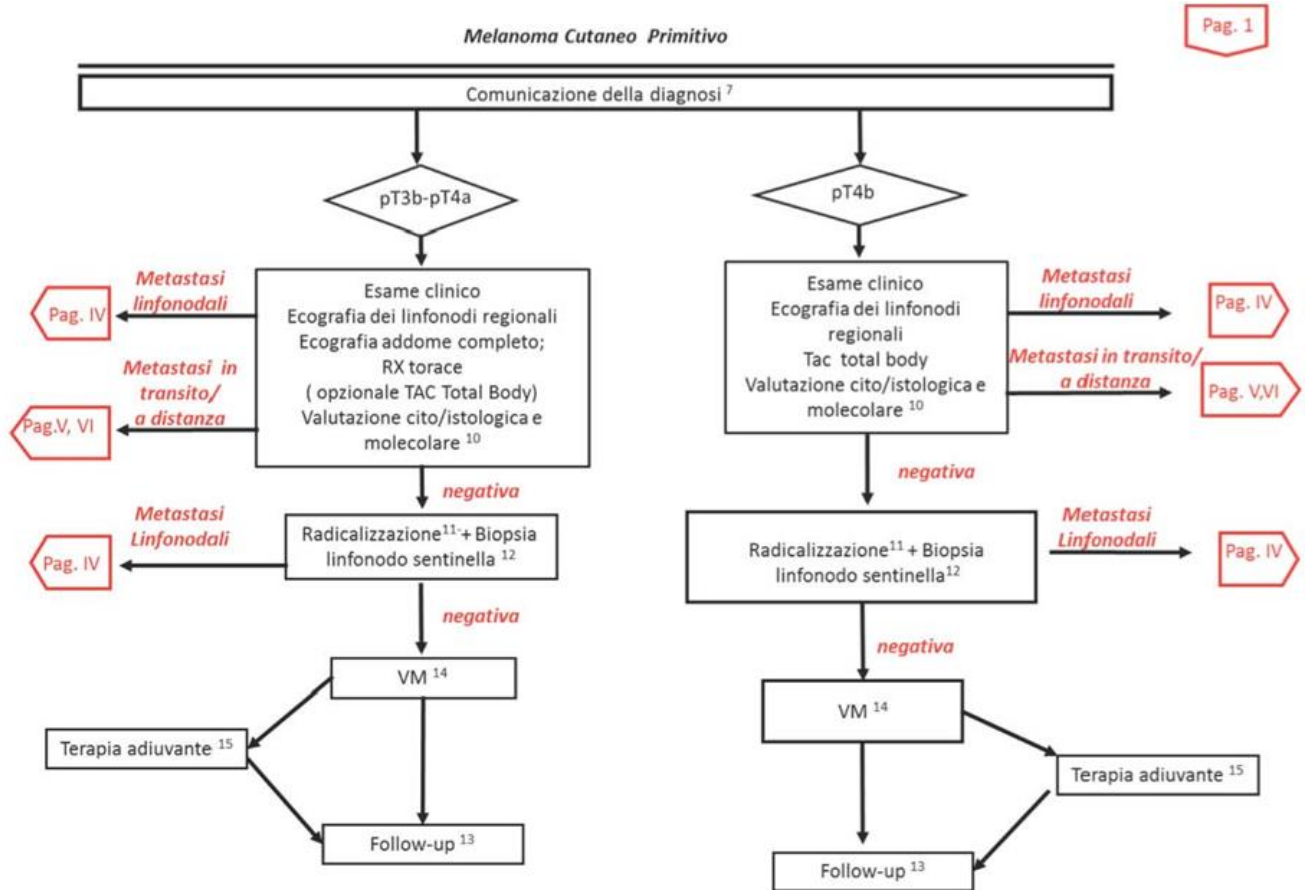 Melanoma Cutaneo Primitivo
Pag. 1
Comunicazione della diagnosi 7
pT3b-pT4a
pT4b
Metastasi
linfonodali
Pag. IV
Metastasi in
transito/
a distanza
Pag.V, VI
Esame clinico
Ecografia dei linfonodi regionali
Ecografia addome completo;
RX torace
( opzionale TAC Total Body)
Valutazione cito/istologica e
molecolare 10
Esame clinico
Ecografia dei linfonodi
regionali
Tac total body
Valutazione cito/istologica e
molecolare 10
Metastasi
linfonodali
Pag. IV
Metastasi in transito/
a distanza
Pag. V,VI
negativa
negativa
Metastasi
Linfonodali
Pag. IV
Radicalizzazione11- + Biopsia
linfonodo sentinella 12
Radicalizzazione11 + Biopsia
linfonodo sentinella12
Metastasi
Linfonodali
Pag. IV
negativa
negativa
VM 14
VM 14
Terapia adiuvante 15
Terapia adiuvante 15
Follow-up 13
Follow-up 13